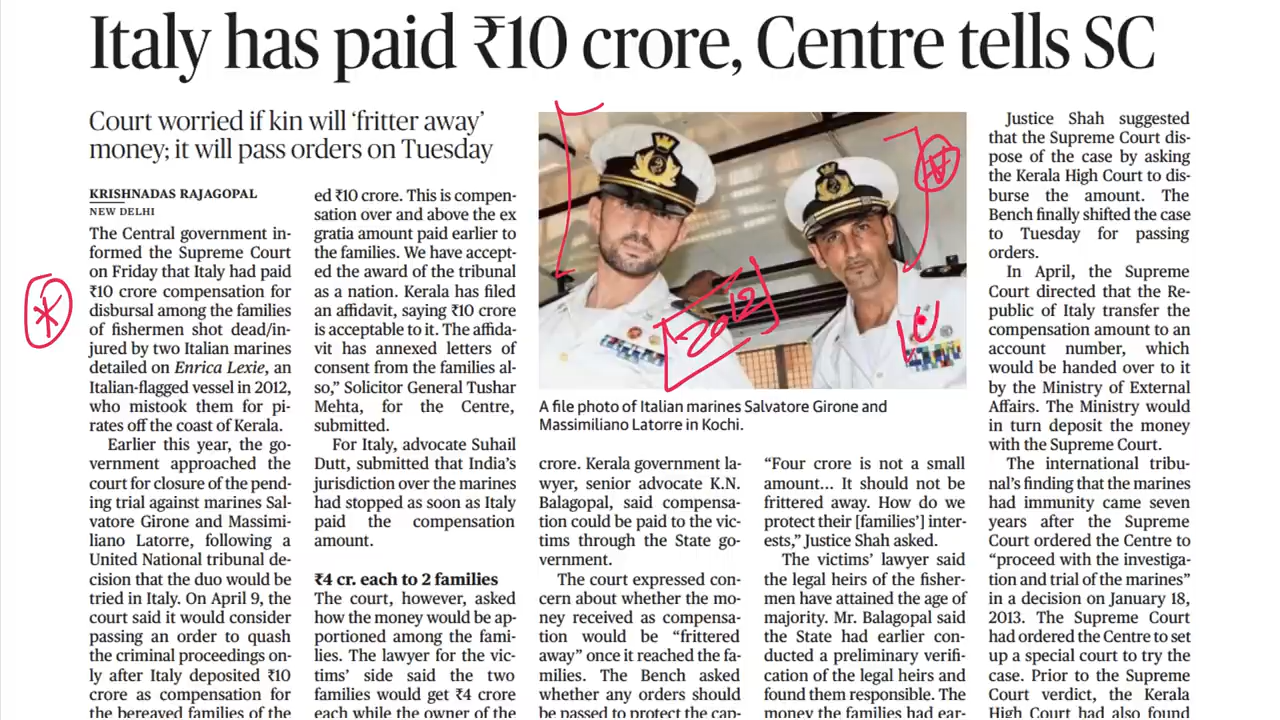 Italy has paid ₹10 crore, Centre tells SC
Court worried if kin will ‘fritter away’
money; it will pass orders on Tuesday
KRISHNADAS RAJAGOPAL
NEW DELHI
The Central government in-
formed the Supreme Court
on Friday that Italy had paid
₹10 crore compensation for
disbursal among the families
of fishermen shot dead/in-
jured by two Italian marines
detailed on Enrica Lexie, an
Italian-flagged vessel in 2012,
who mistook them for pi-
rates off the coast of Kerala.
Earlier this year, the go-
vernment approached the
court for closure of the pend-
ing trial against marines Sal-
vatore Girone and Massimi-
liano Latorre, following a
United National tribunal de-
cision that the duo would be
tried in Italy. On April 9, the
court said it would consider
passing an order to quash
the criminal proceedings on-
ly after Italy deposited ₹10
crore as compensation for
the bereaved families of the
ed ₹10 crore. This is compen-
sation over and above the ex
gratia amount paid earlier to
the families. We have accept-
ed the award of the tribunal
as a nation. Kerala has filed
an affidavit, saying ₹10 crore
is acceptable to it. The affida-
vit has annexed letters of
consent from the families al-
so,” Solicitor General Tushar
Mehta, for the Centre,
submitted.
For Italy, advocate Suhail
Dutt, submitted that India’s
jurisdiction over the marines
had stopped as soon as Italy
paid the compensation
amount.
₹4 cr. each to 2 families
The court, however, asked
how the money would be ap-
portioned among the fami-
lies. The lawyer for the vic-
tims’ side said the two
families would get ₹4 crore
each while the owner of the
2012
A file photo of Italian marines Salvatore Girone and
Massimiliano Latorre in Kochi.
crore. Kerala government la-
wyer, senior advocate K.N.
Balagopal, said compensa-
tion could be paid to the vic-
tims through the State go-
vernment.
The court expressed con-
cern about whether the mo-
ney received as compensa-
tion would be “frittered
away” once it reached the fa-
milies. The Bench asked
whether any orders should
be passed to protect the cap-
“Four crore is not a small
amount... It should not be
frittered away. How do we
protect their [families’] inter-
ests,” Justice Shah asked.
The victims’ lawyer said
the legal heirs of the fisher-
men have attained the age of
majority. Mr. Balagopal said
the State had earlier con-
ducted a preliminary verifi-
cation of the legal heirs and
found them responsible. The
money the families had ear-
Justice Shah suggested
that the Supreme Court dis-
pose of the case by asking
the Kerala High Court to dis-
burse the amount. The
Bench finally shifted the case
to Tuesday for passing
orders.
In April, the Supreme
Court directed that the Re-
public of Italy transfer the
compensation amount to an
account number, which
would be handed over to it
by the Ministry of External
Affairs. The Ministry would
in turn deposit the money
with the Supreme Court.
The international tribu-
nal’s finding that the marines
had immunity came seven
years after the Supreme
Court ordered the Centre to
“proceed with the investiga-
tion and trial of the marines”
in a decision on January 18,
2013. The Supreme Court
had ordered the Centre to set
up a special court to try the
case. Prior to the Supreme
Court verdict, the Kerala
High Court had also found